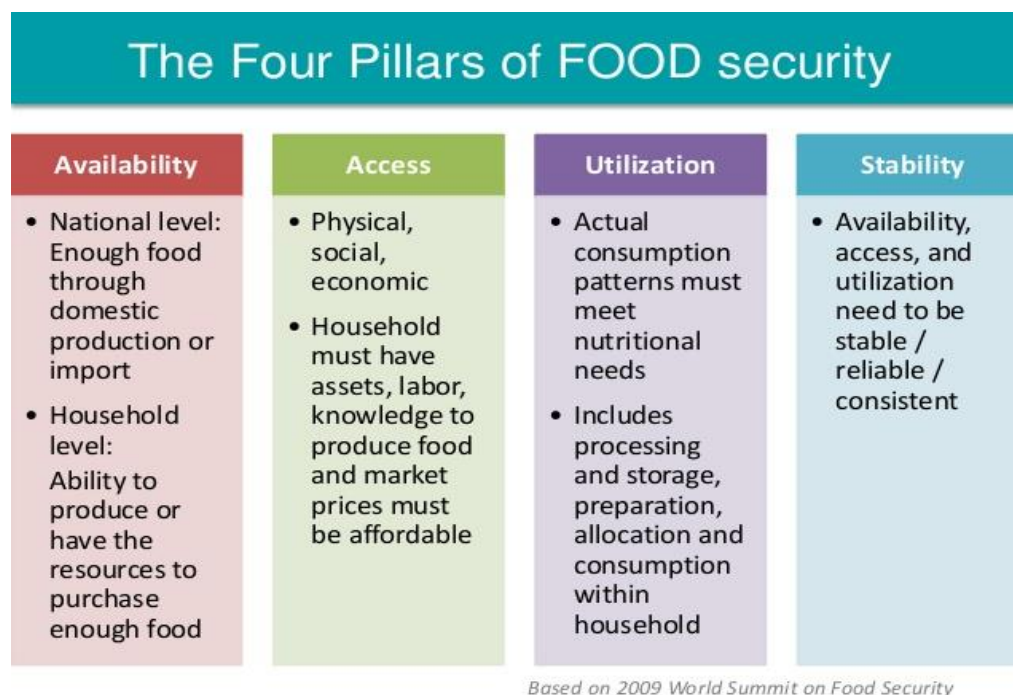 The Four Pillars of FOOD security
Availability
• National level:
Enough food
through
domestic
production or
import
• Household
level:
Ability to
produce or
have the
resources to
purchase
enough food
Access
• Physical,
social,
economic
• Household
must have
assets, labor,
knowledge to
produce food
and market
prices must
be affordable
Utilization
• Actual
consumption
patterns must
meet
nutritional
needs
• Includes
processing
and storage,
preparation,
allocation and
consumption
within
household
Stability
• Availability,
access, and
utilization
need to be
stable /
reliable /
consistent
Based on 2009 World Summit on Food Security